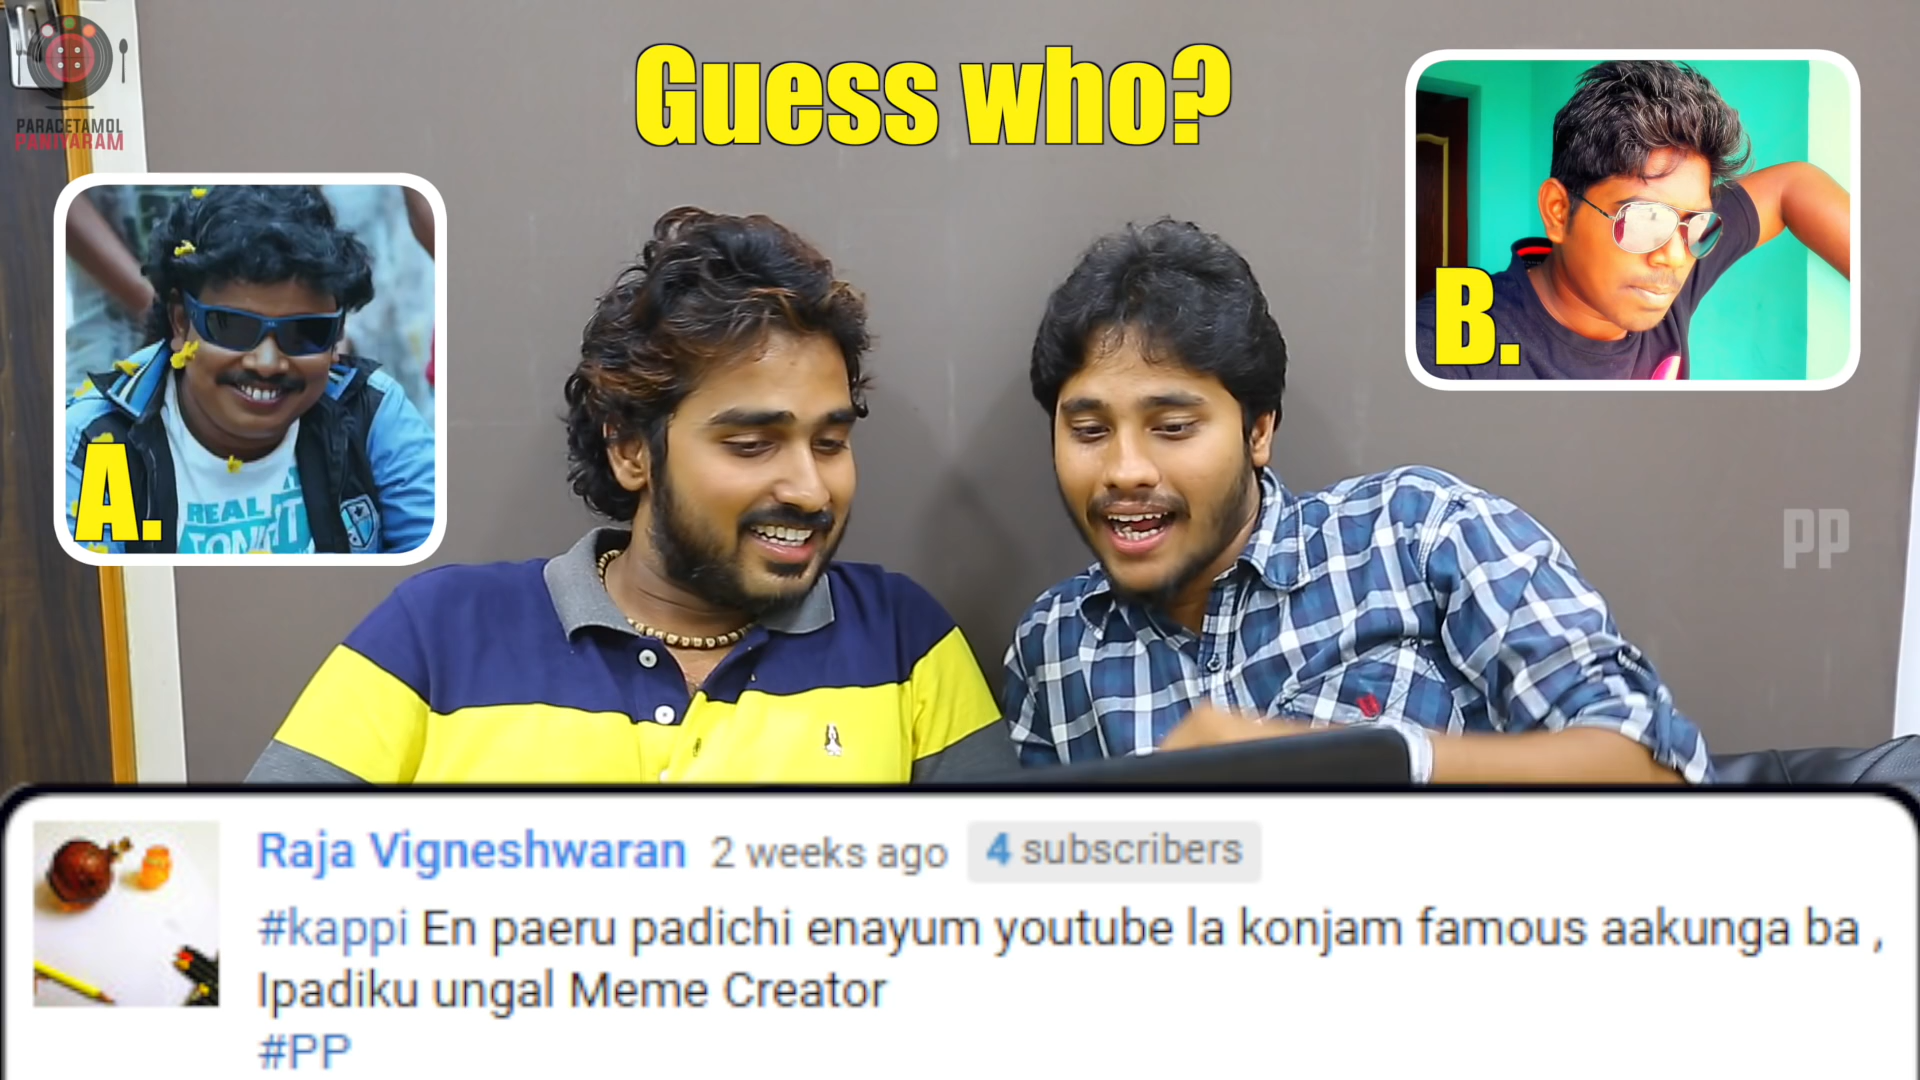 Guess who?
PARACETAMOL
PANIYARAM
REAL
A.
B.
PP
Raja Vigneshwaran 2 weeks ago 4 subscribers
#kappi En paeru padichi enayum youtube la konjam famous aakunga ba ,
Ipadiku ungal Meme Creator
#PP